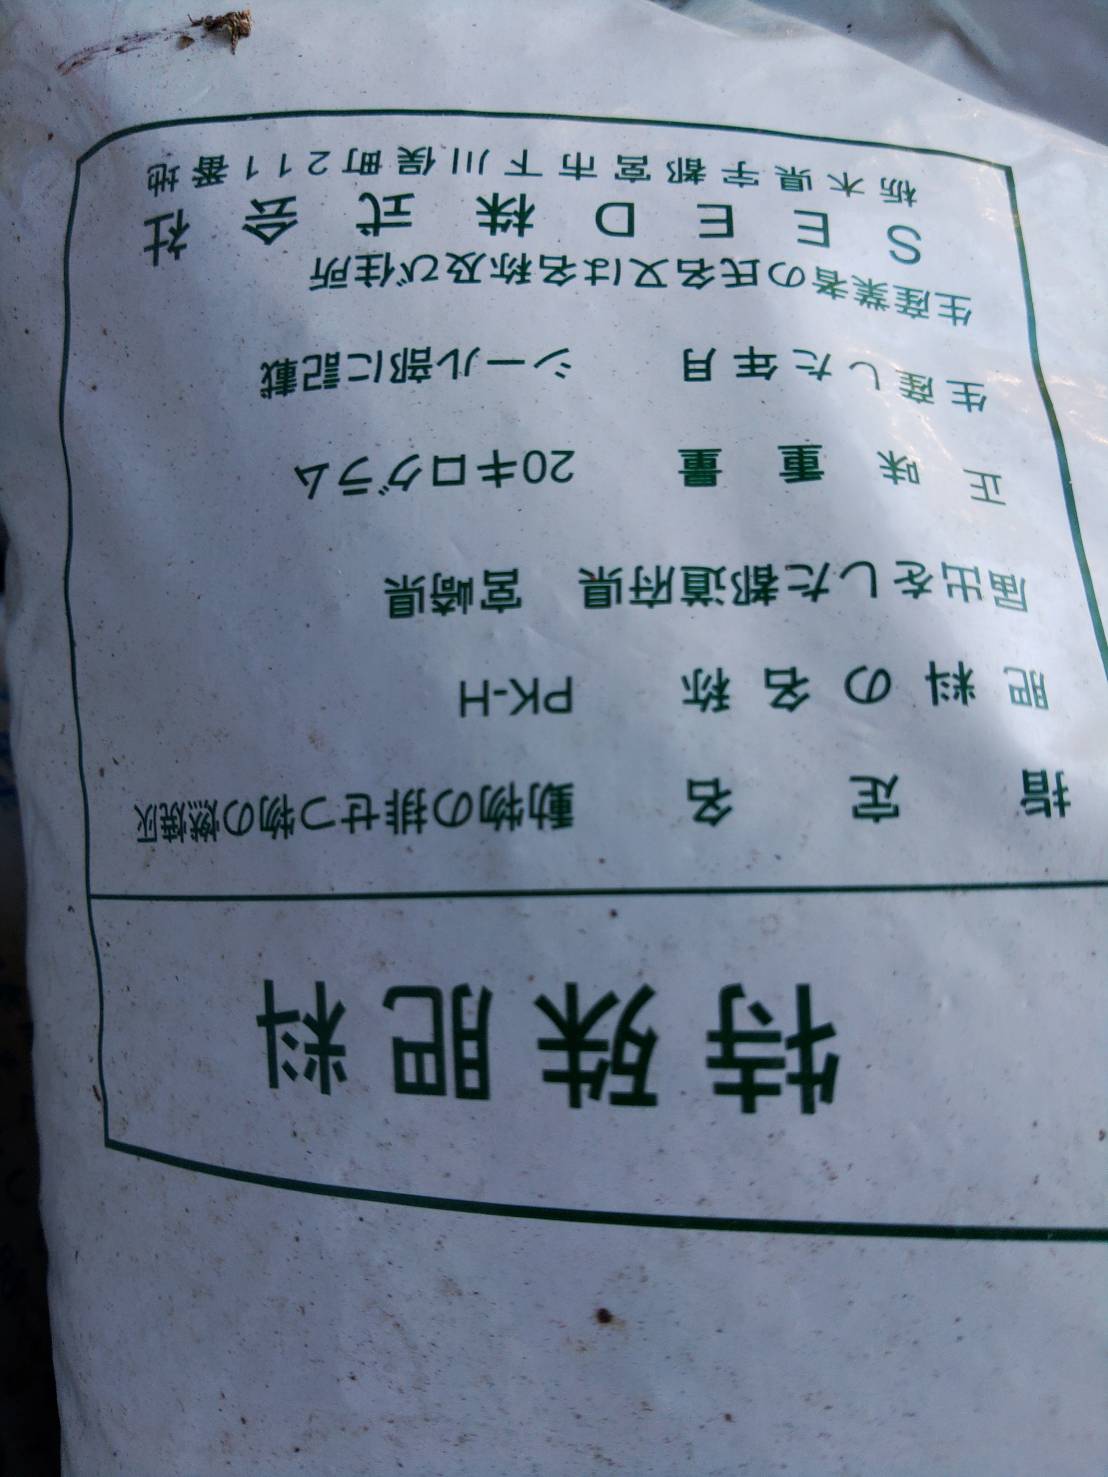 特殊肥料
指定名 動物の排せつ物の燃焼灰
肥料の名称 PK-H
届出をした都道府県 宮崎県
正味重量 20キログラム
生産した年月 シール部に記載
生産業者の氏名又は名称及び住所
SEED株式会社
栃木県宇都宮市下川俣町211番地